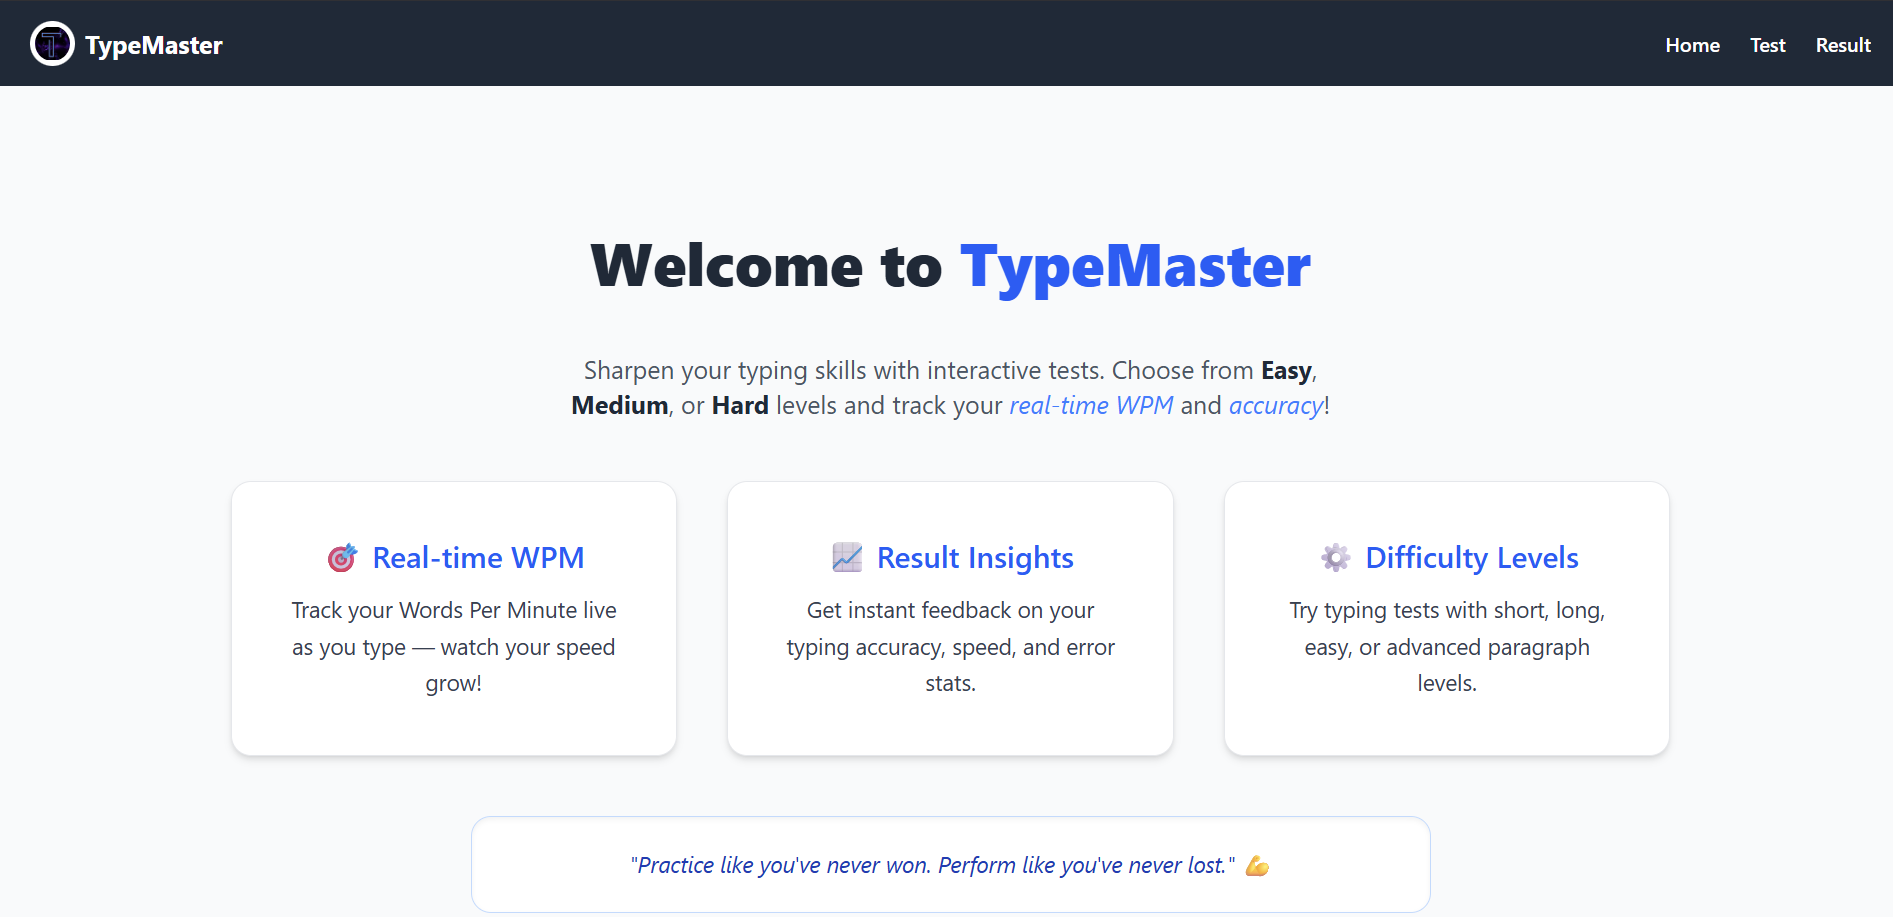 TypeMaster
Home Test Result
Welcome to TypeMaster
Sharpen your typing skills with interactive tests. Choose from Easy,
Medium, or Hard levels and track your real-time WPM and accuracy!
🎯 Real-time WPM
Track your Words Per Minute live
as you type — watch your speed
grow!
📈 Result Insights
Get instant feedback on your
typing accuracy, speed, and error
stats.
⚙️ Difficulty Levels
Try typing tests with short, long,
easy, or advanced paragraph
levels.
"Practice like you've never won. Perform like you've never lost." 💪